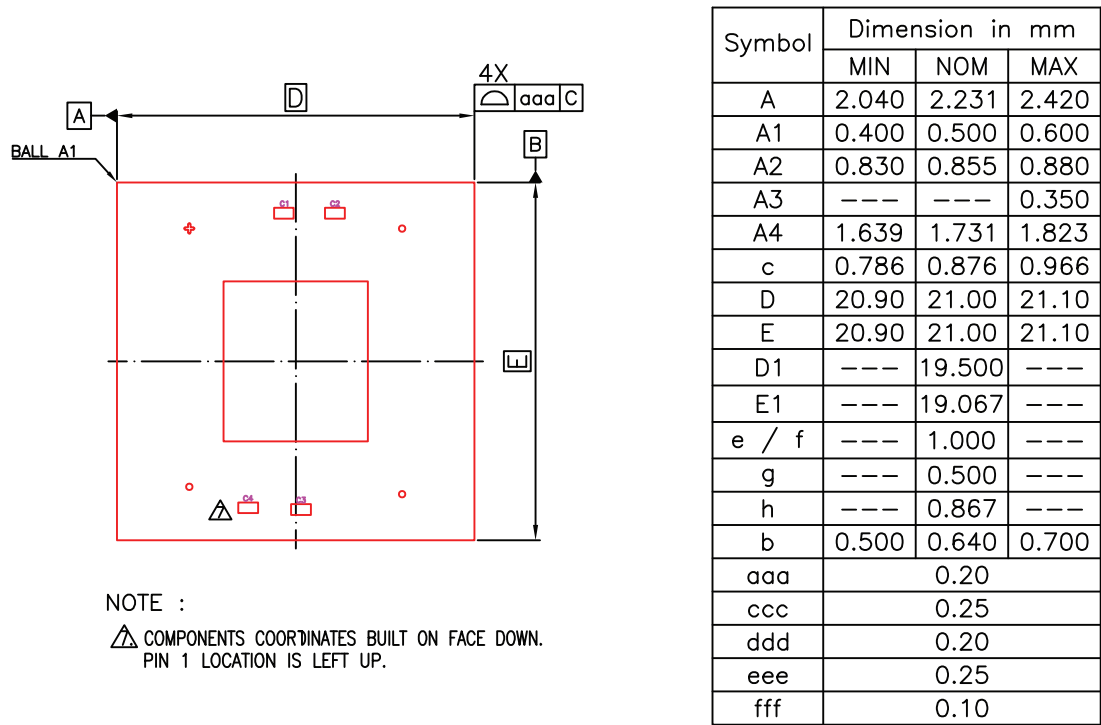 4X
D
aaa C
A
B
BALL A1
C1 C2
E
C4 C3
7
NOTE :
7. COMPONENTS COORDINATES BUILT ON FACE DOWN.
PIN 1 LOCATION IS LEFT UP.
Symbol Dimension in mm
MIN NOM MAX
A 2.040 2.231 2.420
A1 0.400 0.500 0.600
A2 0.830 0.855 0.880
A3 --- --- 0.350
A4 1.639 1.731 1.823
c 0.786 0.876 0.966
D 20.90 21.00 21.10
E 20.90 21.00 21.10
D1 --- 19.500 ---
E1 --- 19.067 ---
e / f --- 1.000 ---
g --- 0.500 ---
h --- 0.867 ---
b 0.500 0.640 0.700
aaa 0.20
ccc 0.25
ddd 0.20
eee 0.25
fff 0.10